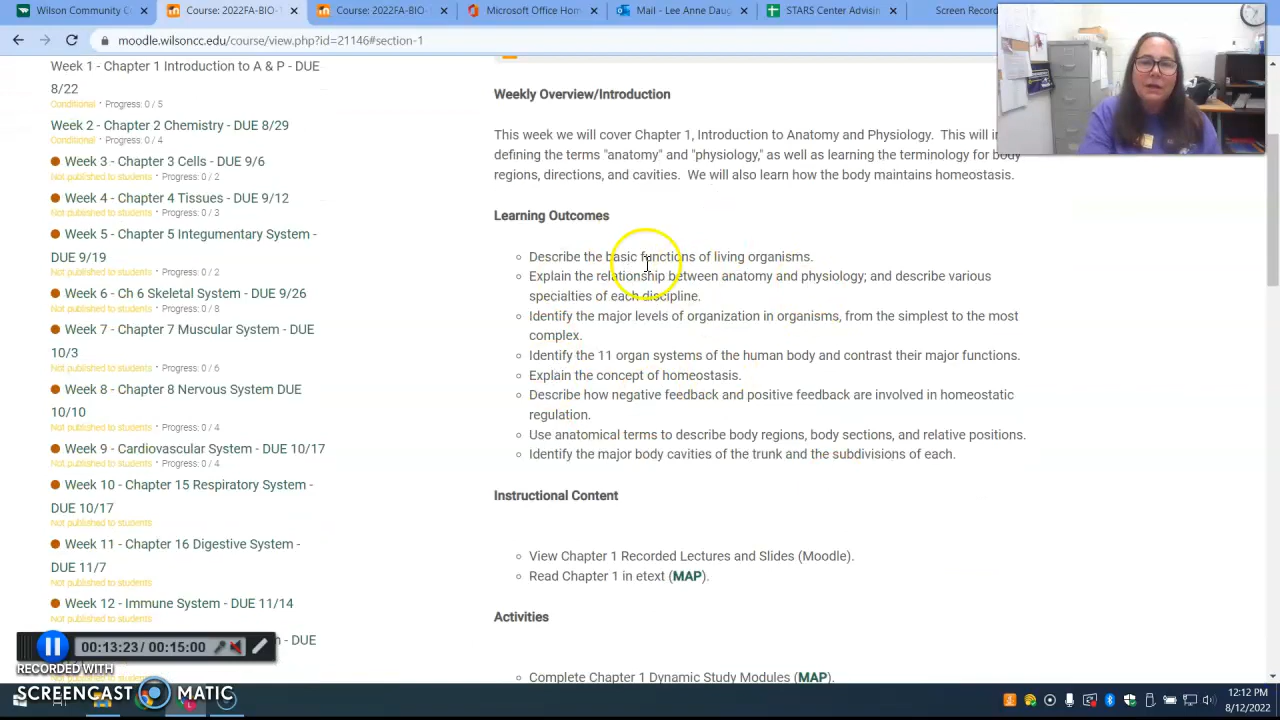 Wilson Community C
Course: 2022FA-BIO-1
Course: 2022FA-BIO-
Microsoft Office Hom
Mail - Lee Anne Daug
STARS Center Advisin
Screen Record
moodle.wilsoncc.edu/course/view.php?id=21146#section-1
Week 1 - Chapter 1 Introduction to A & P - DUE
8/22
Conditional • Progress: 0 / 5
Week 2 - Chapter 2 Chemistry - DUE 8/29
Conditional • Progress: 0 / 4
Week 3 - Chapter 3 Cells - DUE 9/6
Not published to students • Progress: 0 / 2
Week 4 - Chapter 4 Tissues - DUE 9/12
Not published to students • Progress: 0 / 3
Week 5 - Chapter 5 Integumentary System -
DUE 9/19
Not published to students • Progress: 0 / 2
Week 6 - Ch 6 Skeletal System - DUE 9/26
Not published to students • Progress: 0 / 8
Week 7 - Chapter 7 Muscular System - DUE
10/3
Not published to students • Progress: 0 / 6
Week 8 - Chapter 8 Nervous System DUE
10/10
Not published to students • Progress: 0 / 4
Week 9 - Cardiovascular System - DUE 10/17
Not published to students • Progress: 0 / 4
Week 10 - Chapter 15 Respiratory System -
DUE 10/17
Not published to students
Week 11 - Chapter 16 Digestive System -
DUE 11/7
Not published to students
Week 12 - Immune System - DUE 11/14
Not published to students
- DUE
Weekly Overview/Introduction
This week we will cover Chapter 1, Introduction to Anatomy and Physiology. This will
defining the terms "anatomy" and "physiology," as well as learning the terminology for body
regions, directions, and cavities. We will also learn how the body maintains homeostasis.
Learning Outcomes
Describe the basic functions of living organisms.
Explain the relationship between anatomy and physiology; and describe various
specialties of each discipline.
Identify the major levels of organization in organisms, from the simplest to the most
complex.
Identify the 11 organ systems of the human body and contrast their major functions.
Explain the concept of homeostasis.
Describe how negative feedback and positive feedback are involved in homeostatic
regulation.
Use anatomical terms to describe body regions, body sections, and relative positions.
Identify the major body cavities of the trunk and the subdivisions of each.
Instructional Content
View Chapter 1 Recorded Lectures and Slides (Moodle).
Read Chapter 1 in etext (MAP).
Activities
Complete Chapter 1 Dynamic Study Modules (MAP).
00:13:23 / 00:15:00
RECORDED WITH
SCREENCAST MATIC
12:12 PM
8/12/2022